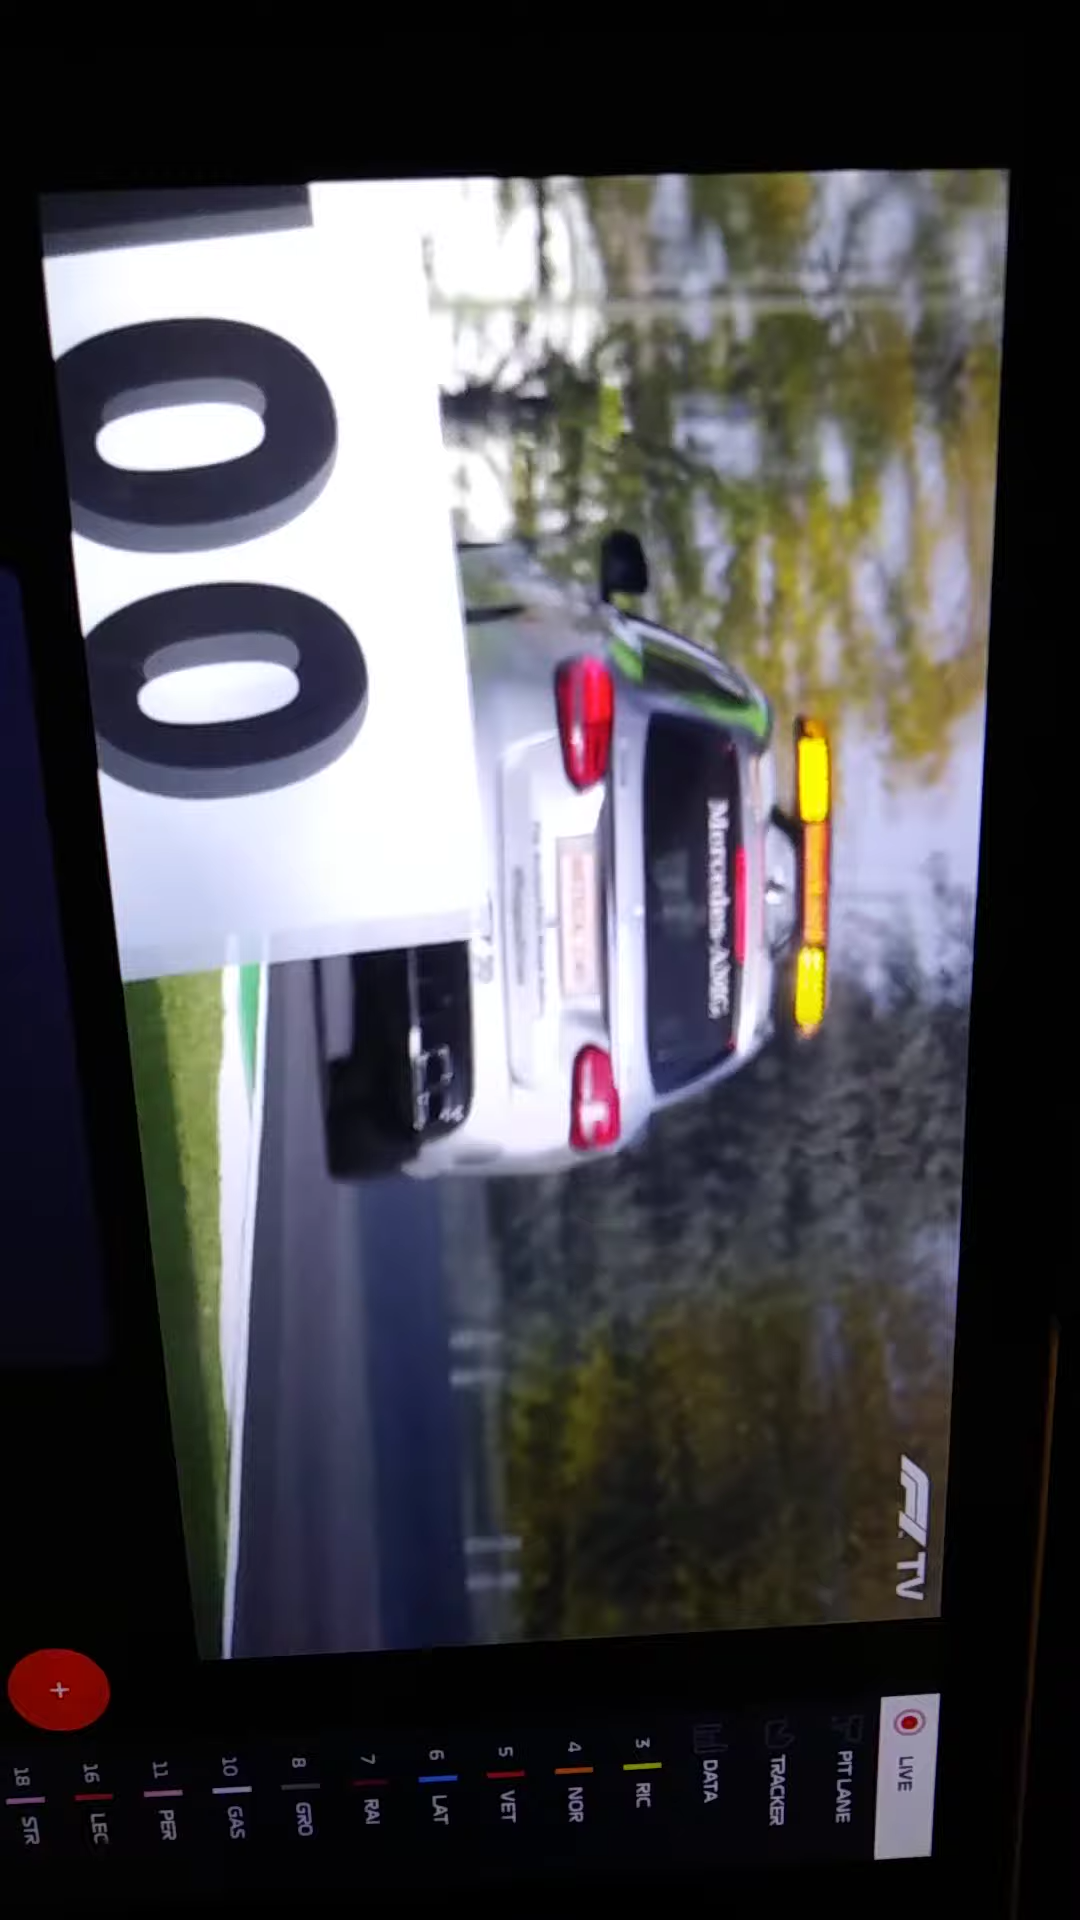 00
Mercedes-AMG
F1 TV
LIVE
PIT LANE
TRACKER
DATA
3 RIC
4 NOR
5 VET
6 LAT
7 RAI
8 GRO
10 GAS
11 PER
16 LEC
18 STR
+